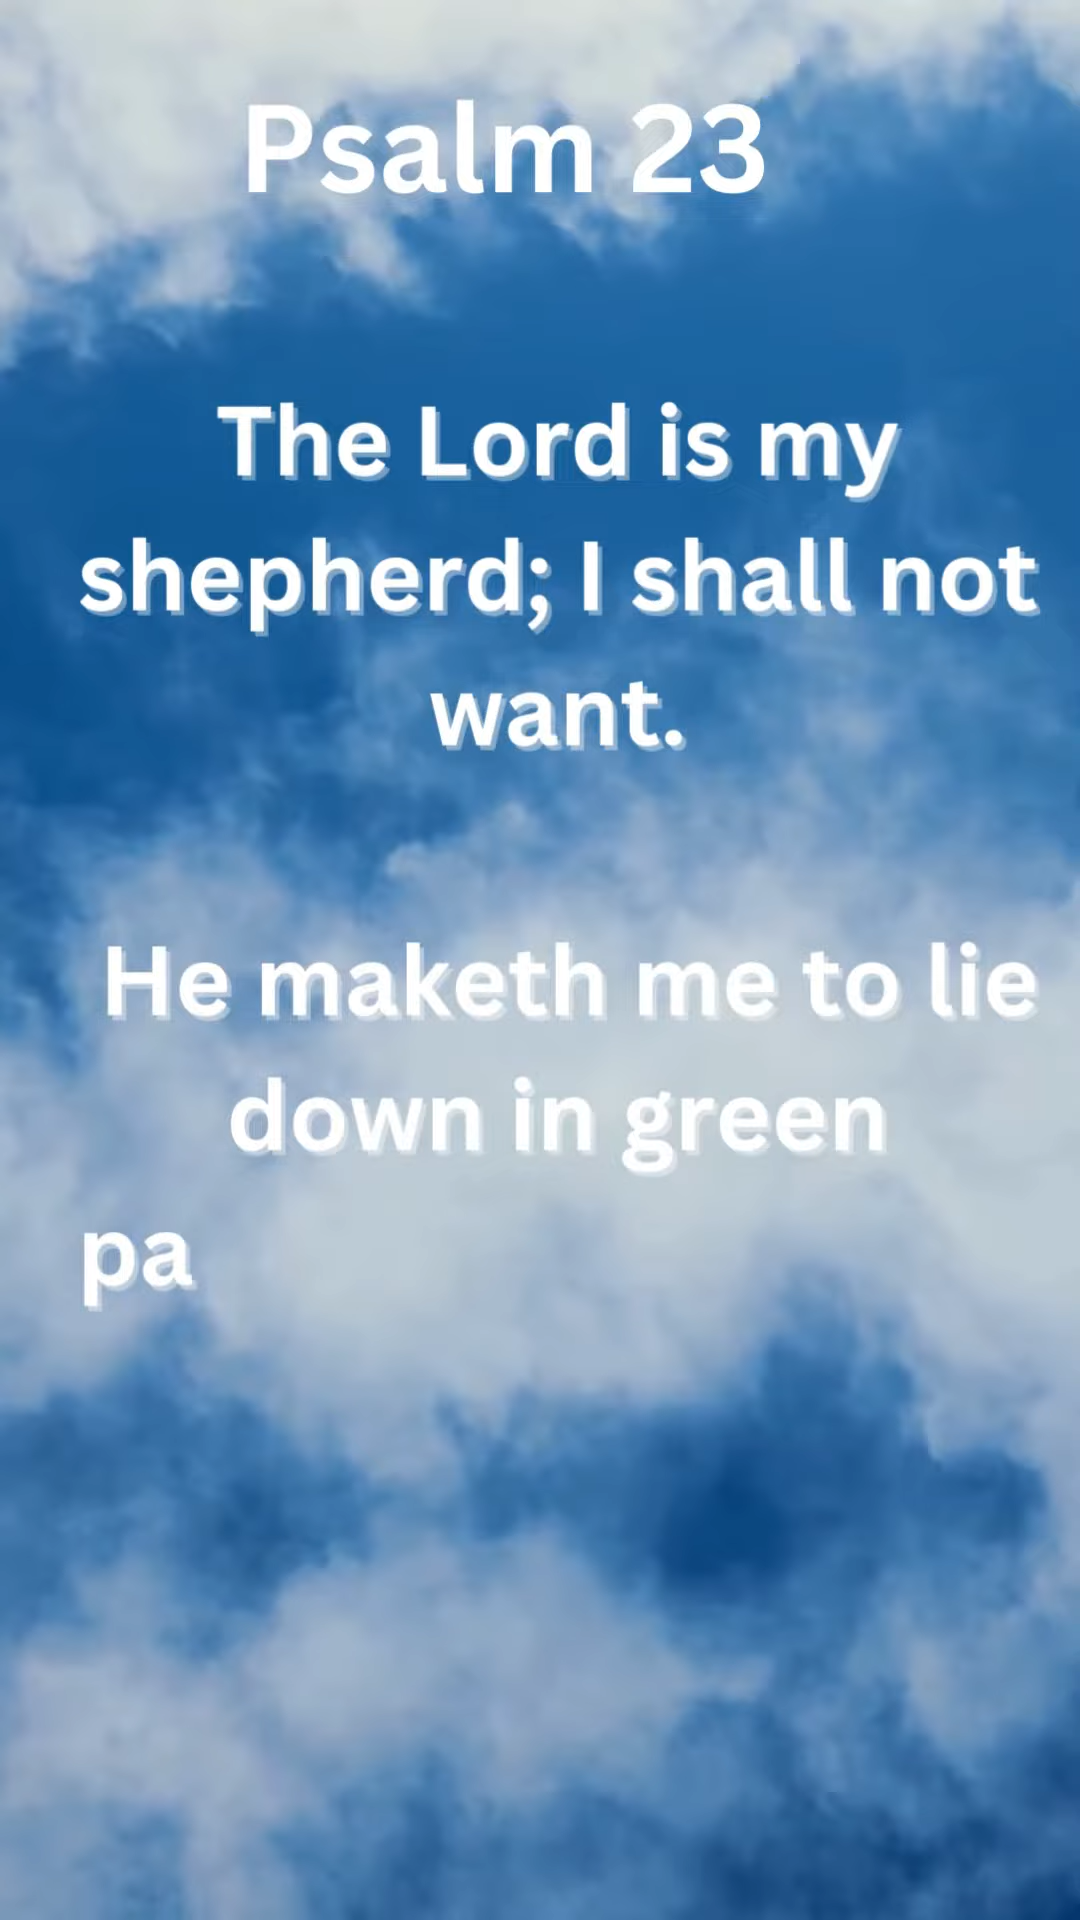 Psalm 23
The Lord is my
shepherd; I shall not
want.
He maketh me to lie
down in green
pa